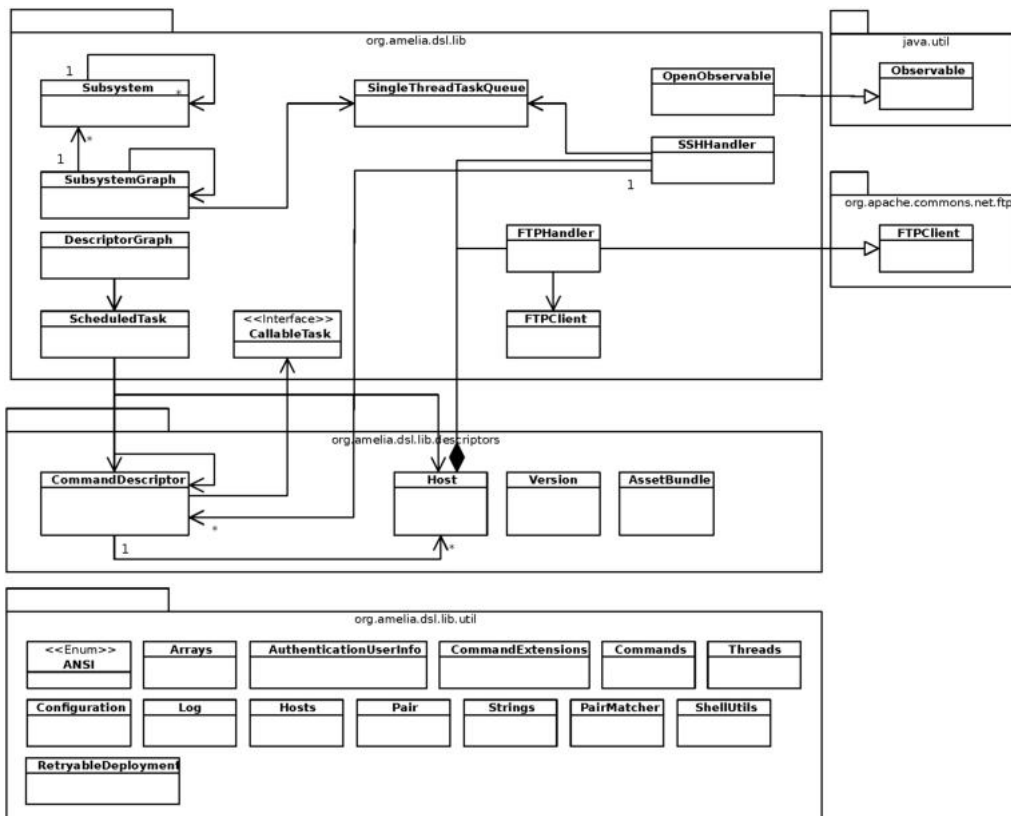 org.amelia.dsl.lib
java.util
1
Subsystem
*
SingleThreadTaskQueue
OpenObservable
Observable
*
1
SSHHandler
1
SubsystemGraph
org.apache.commons.net.ftp
DescriptorGraph
FTPHandler
FTPClient
ScheduledTask
<<Interface>>
CallableTask
FTPClient
org.amelia.dsl.lib.descriptors
CommandDescriptor
Host
Version
AssetBundle
*
1
*
org.amelia.dsl.lib.util
<<Enum>>
ANSI
Arrays
AuthenticationUserInfo
CommandExtensions
Commands
Threads
Configuration
Log
Hosts
Pair
Strings
PairMatcher
ShellUtils
RetryableDeployment